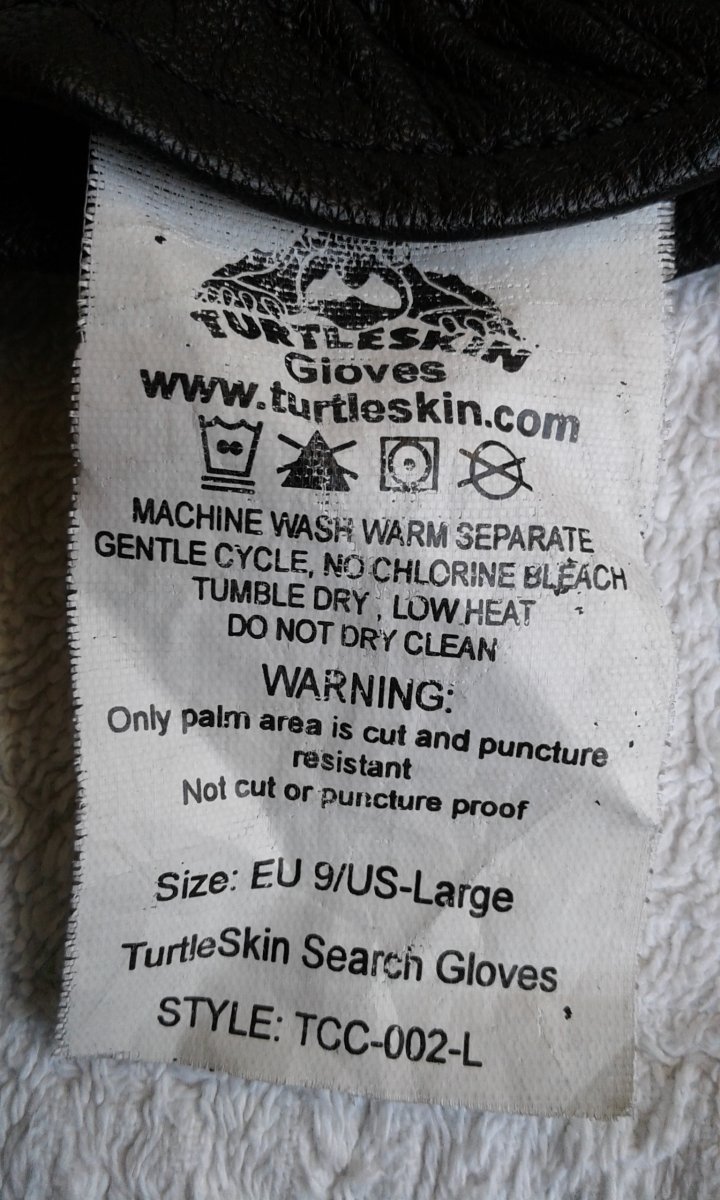 TURTLESKIN
Gloves
www.turtleskin.com
MACHINE WASH WARM SEPARATE
GENTLE CYCLE, NO CHLORINE BLEACH
TUMBLE DRY , LOW HEAT
DO NOT DRY CLEAN
WARNING:
Only palm area is cut and puncture
resistant
Not cut or puncture proof
Size: EU 9/US-Large
TurtleSkin Search Gloves
STYLE: TCC-002-L